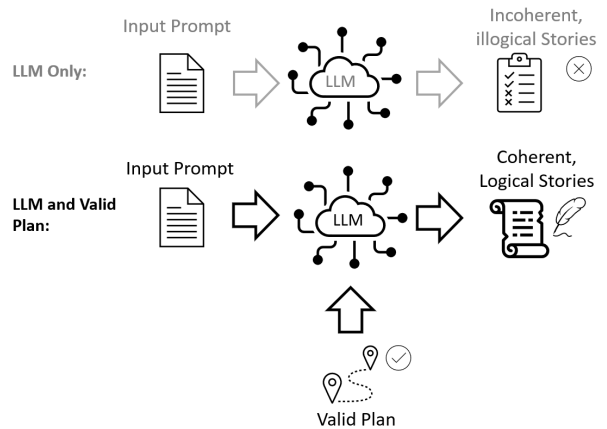 Input Prompt
Incoherent,
illogical Stories
LLM Only:
LLM
Input Prompt
Coherent,
Logical Stories
LLM and Valid
Plan:
LLM
Valid Plan